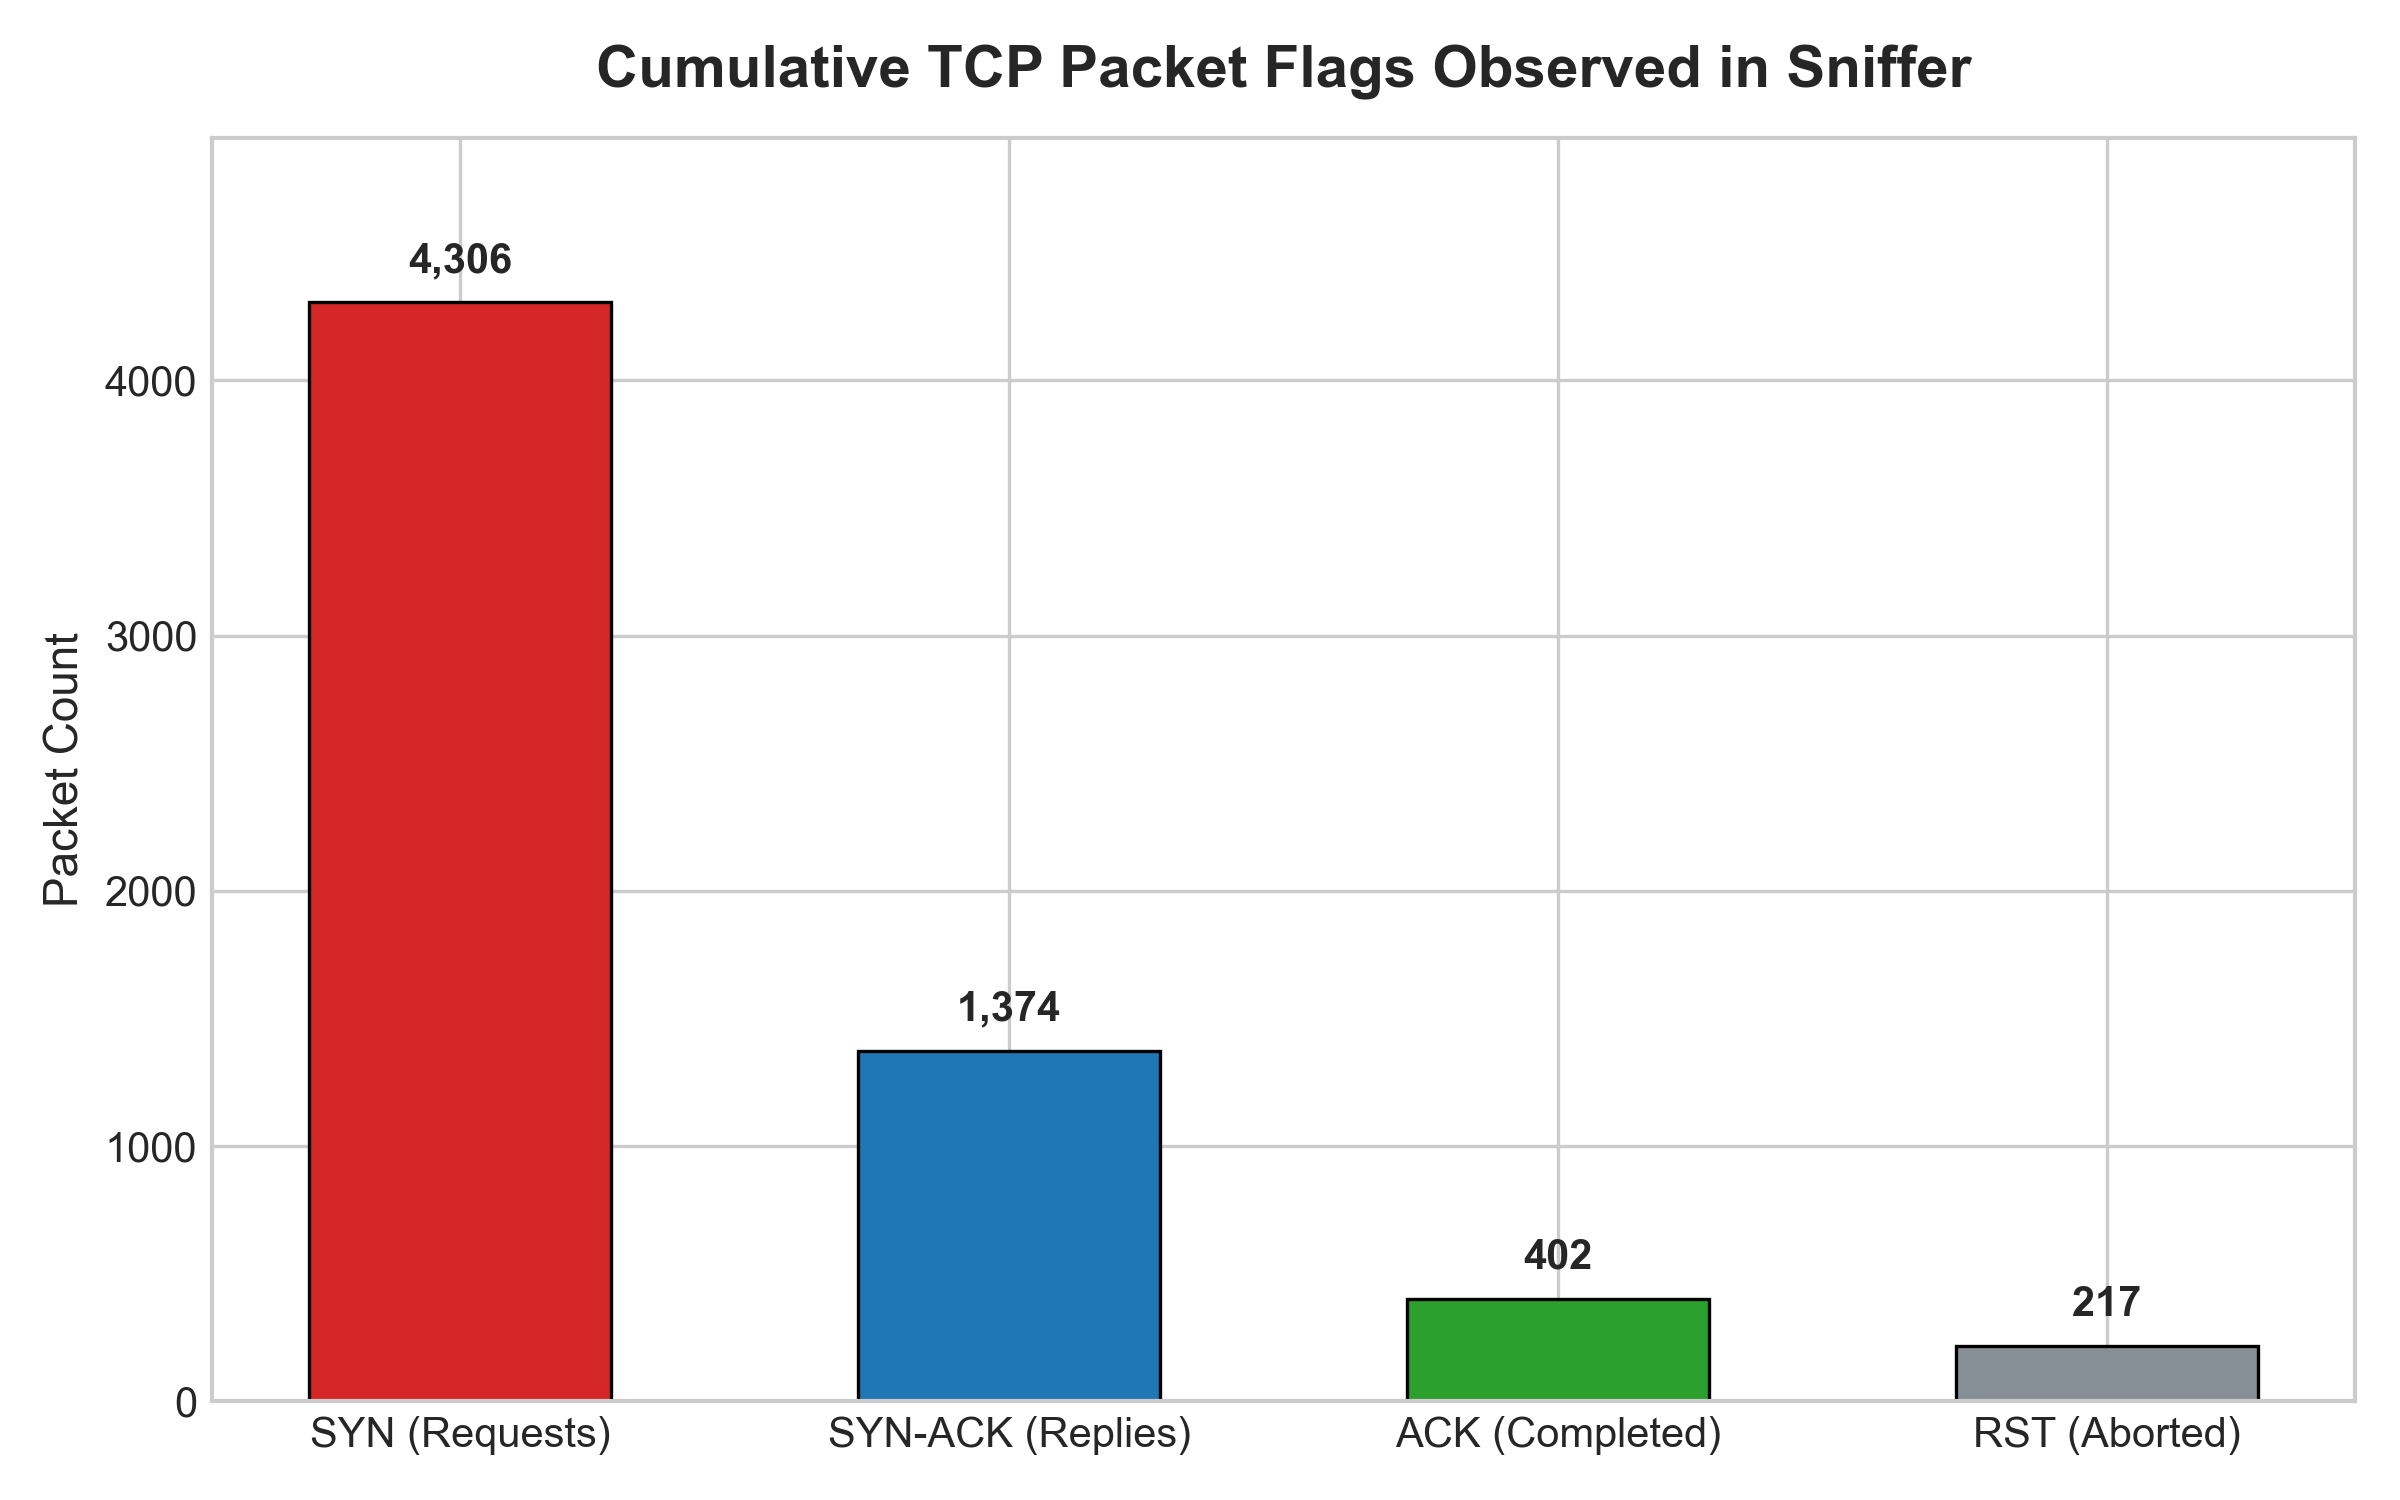 Cumulative TCP Packet Flags Observed in Sniffer
Packet Count
4000
3000
2000
1000
0
4,306
1,374
402
217
SYN (Requests)
SYN-ACK (Replies)
ACK (Completed)
RST (Aborted)